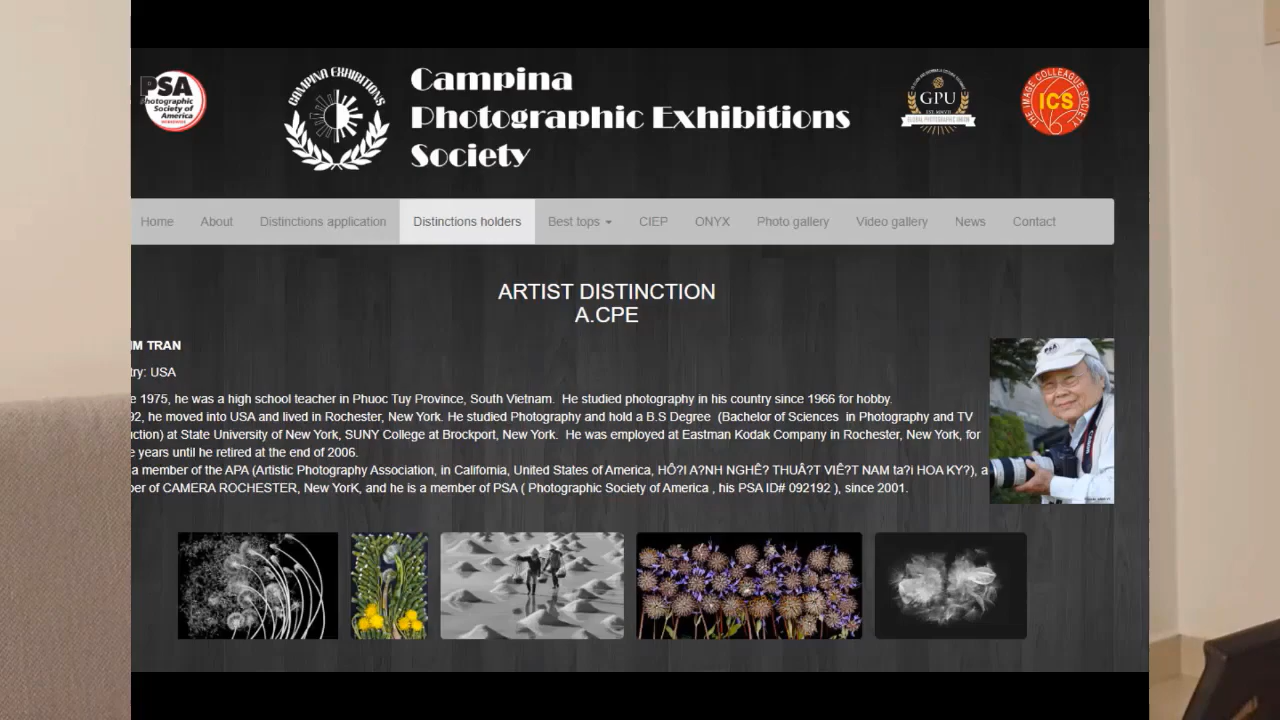 PSA
Photographic
Society of
America
CAMPINA EXHIBITIONS
Campina
Photographic Exhibitions
Society
GPU
GLOBAL PHOTOGRAPHIC UNION
THE IMAGE COLLEAGUE SOCIETY
ICS
Home About Distinctions application Distinctions holders Best tops CIEP ONYX Photo gallery Video gallery News Contact
ARTIST DISTINCTION
A.CPE
IM TRAN
try: USA
e 1975, he was a high school teacher in Phuoc Tuy Province, South Vietnam. He studied photography in his country since 1966 for hobby.
92, he moved into USA and lived in Rochester, New York. He studied Photography and hold a B.S Degree (Bachelor of Sciences in Photography and TV
uction) at State University of New York, SUNY College at Brockport, New York. He was employed at Eastman Kodak Company in Rochester, New York, for
e years until he retired at the end of 2006.
a member of the APA (Artistic Photography Association, in California, United States of America, HÔ?I A?NH NGHÊ? THUÂ?T VIÊ?T NAM ta?i HOA KY?), a
ber of CAMERA ROCHESTER, New YorK, and he is a member of PSA ( Photographic Society of America , his PSA ID# 092192 ), since 2001.
PSA